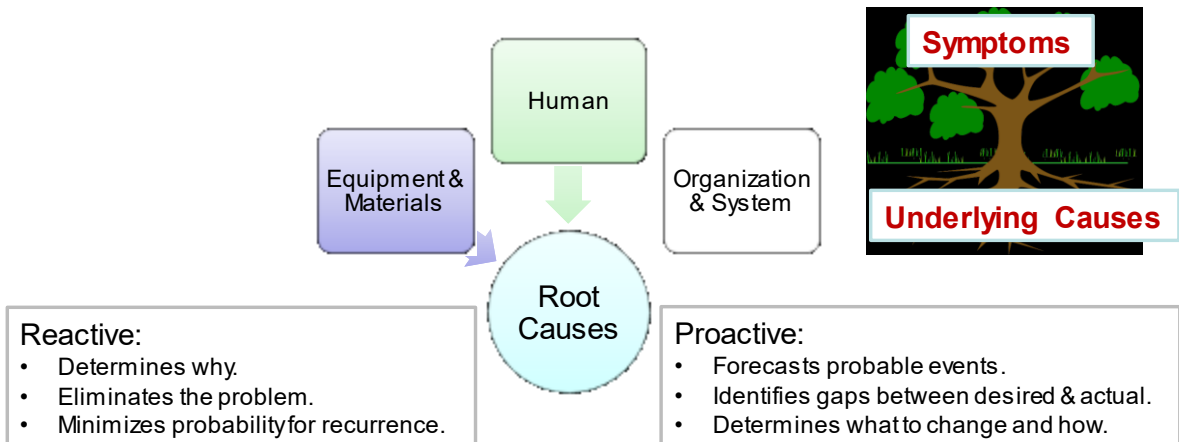 Symptoms
Human
Equipment &
Materials
Organization
& System
Underlying Causes
Root
Causes
Reactive:
• Determines why.
• Eliminates the problem.
• Minimizes probability for recurrence.
Proactive:
• Forecasts probable events.
• Identifies gaps between desired & actual.
• Determines what to change and how.